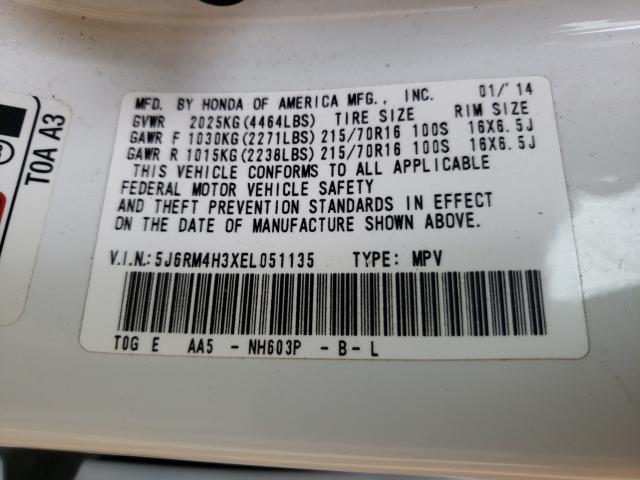 MFD. BY HONDA OF AMERICA MFG., INC. 01/'14
GVWR 2025KG(4464LBS) TIRE SIZE RIM SIZE
GAWR F 1030KG(2271LBS) 215/70R16 100S 16X6.5J
GAWR R 1015KG(2238LBS) 215/70R16 100S 16X6.5J
THIS VEHICLE CONFORMS TO ALL APPLICABLE
FEDERAL MOTOR VEHICLE SAFETY
AND THEFT PREVENTION STANDARDS IN EFFECT
ON THE DATE OF MANUFACTURE SHOWN ABOVE.
V.I.N.: 5J6RM4H3XEL051135 TYPE: MPV
TOG E AA5 - NH603P - B - L
TOA A3
®